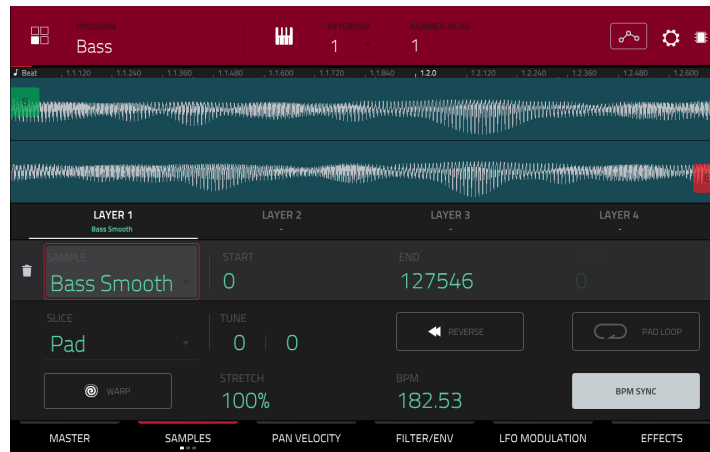 PROGRAM KEYGROUP NUMBER OF KG
Bass 1 1
Beat 1.1.120 1.1.240 1.1.360 1.1.480 1.1.600 1.1.720 1.1.840 1.2.0 1.2.120 1.2.240 1.2.360 1.2.480 1.2.600
S
E
LAYER 1 LAYER 2 LAYER 3 LAYER 4
Bass Smooth - - -
SAMPLE START END
Bass Smooth 0 127546 0
SLICE TUNE
Pad 0 0 REVERSE PAD LOOP
WARP STRETCH BPM BPM SYNC
100% 182.53
MASTER SAMPLES PAN VELOCITY FILTER/ENV LFO MODULATION EFFECTS